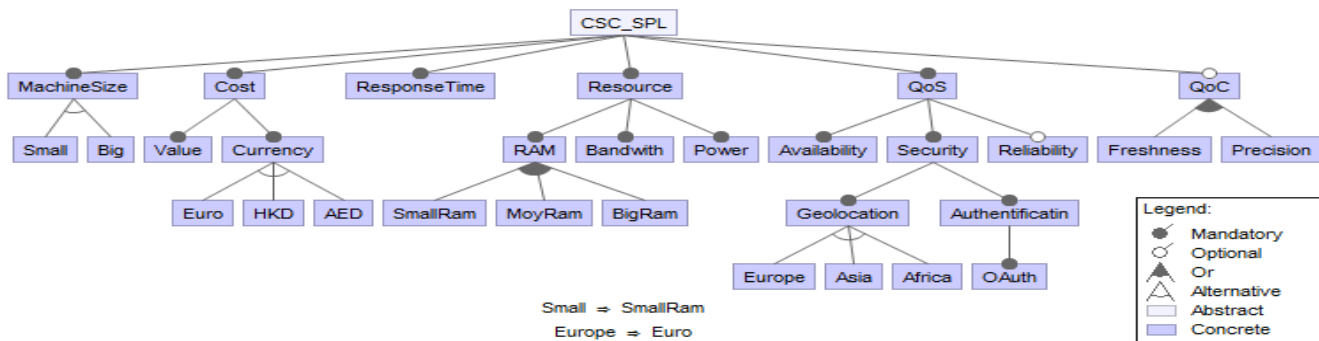 CSC_SPL
MachineSize Cost ResponseTime Resource QoS QoC
Small Big Value Currency RAM Bandwith Power Availability Security Reliability Freshness Precision
Euro HKD AED SmallRam MoyRam BigRam Geolocation Authentificatin
Europe Asia Africa OAuth
Small ⇒ SmallRam
Europe ⇒ Euro
Legend:
Mandatory
Optional
Or
Alternative
Abstract
Concrete